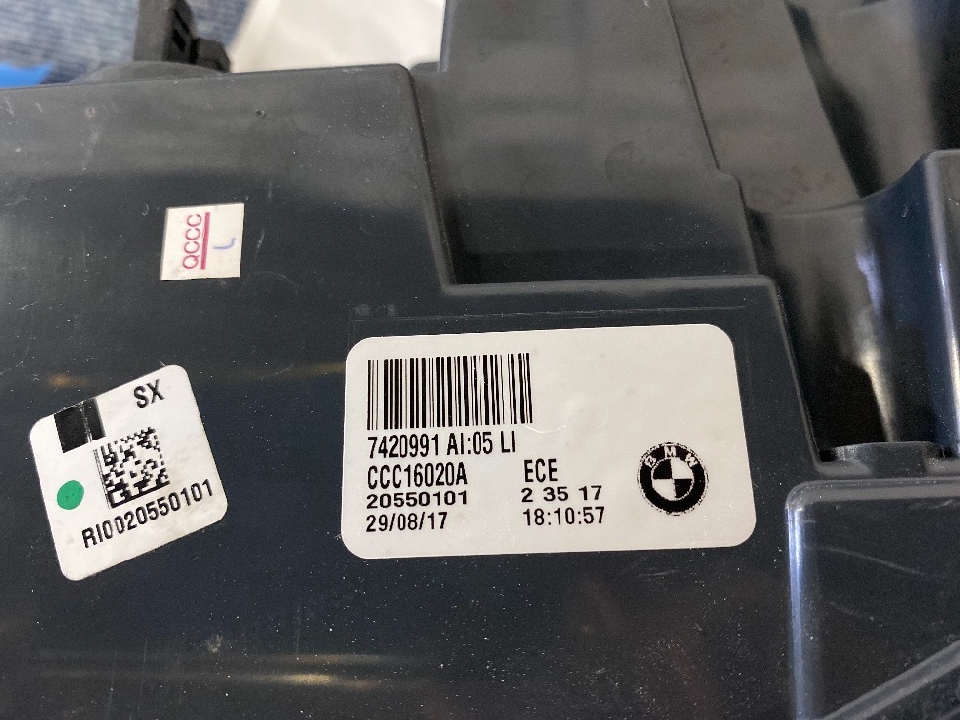 QCCC
L
SX
RI0020550101
7420991 AI:05 LI
CCC16020A ECE
20550101 2 35 17
29/08/17 18:10:57
BMW